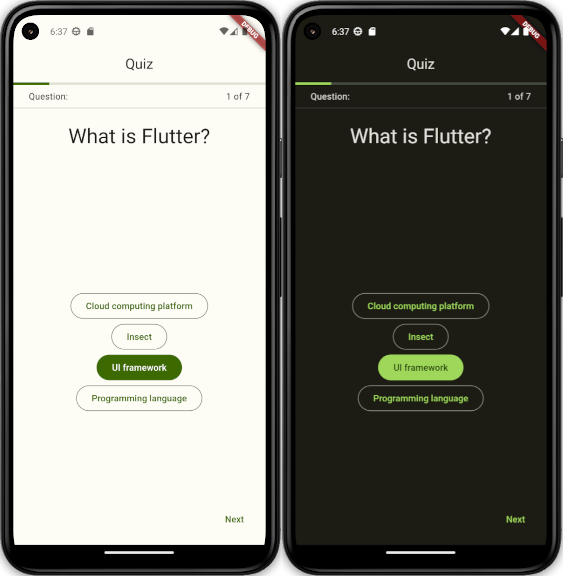 6:37
DEBUG
Quiz
Question: 1 of 7
What is Flutter?
Cloud computing platform
Insect
UI framework
Programming language
Next
6:37
DEBUG
Quiz
Question: 1 of 7
What is Flutter?
Cloud computing platform
Insect
UI framework
Programming language
Next